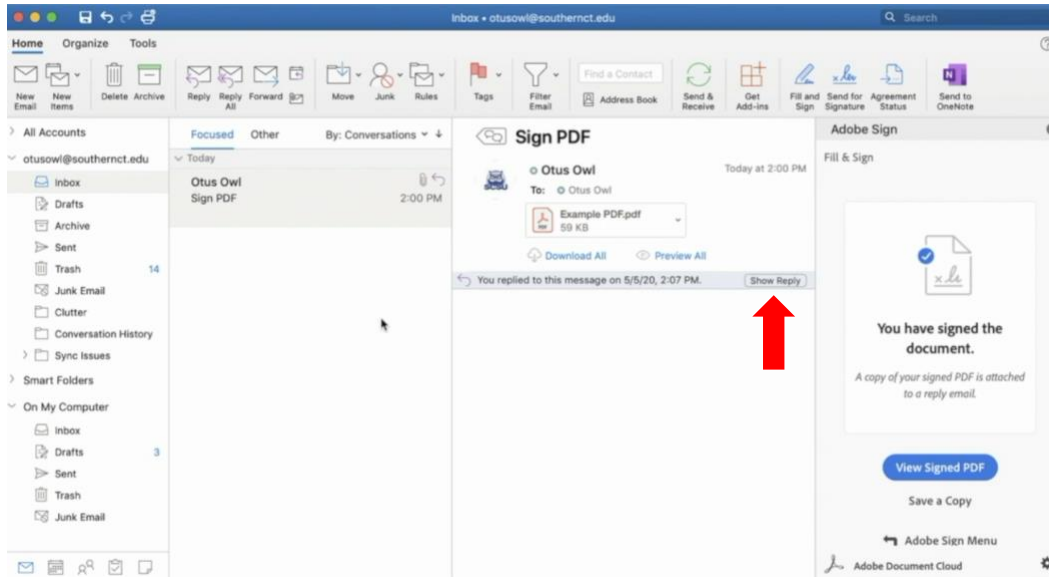 Inbox • otusowl@southernct.edu
Search
Home Organize Tools
New Email
New Items
Delete
Archive
Reply
Reply All
Forward
Move
Junk
Rules
Tags
Filter Email
Find a Contact
Address Book
Send & Receive
Get Add-ins
Fill and Sign
Send for Signature
Agreement Status
Send to OneNote
All Accounts
otusowl@southernct.edu
Inbox
Drafts
Archive
Sent
Trash 14
Junk Email
Clutter
Conversation History
Sync Issues
Smart Folders
On My Computer
Inbox
Drafts 3
Sent
Trash
Junk Email
Focused Other By: Conversations
Today
Otus Owl
Sign PDF 2:00 PM
Sign PDF
Otus Owl Today at 2:00 PM
To: Otus Owl
Example PDF.pdf
59 KB
Download All Preview All
You replied to this message on 5/5/20, 2:07 PM. Show Reply
Adobe Sign
Fill & Sign
You have signed the
document.
A copy of your signed PDF is attached
to a reply email.
View Signed PDF
Save a Copy
Adobe Sign Menu
Adobe Document Cloud